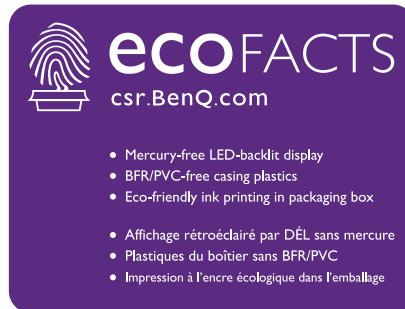 ecoFACTS
csr.BenQ.com
• Mercury-free LED-backlit display
• BFR/PVC-free casing plastics
• Eco-friendly ink printing in packaging box
• Affichage rétroéclairé par DÉL sans mercure
• Plastiques du boîtier sans BFR/PVC
• Impression à l'encre écologique dans l'emballage